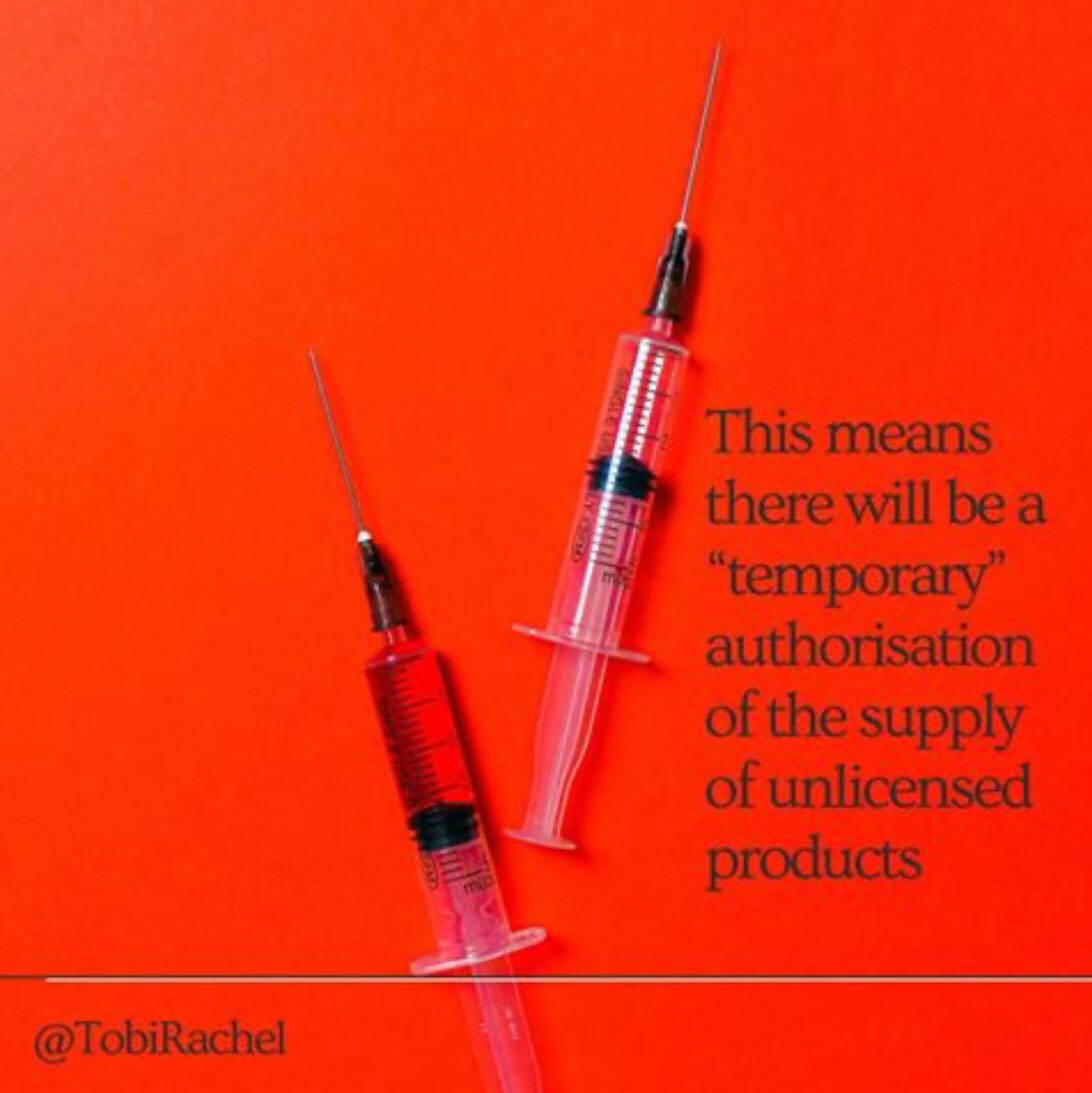 This means
there will be a
“temporary”
authorisation
of the supply
of unlicensed
products
@TobiRachel